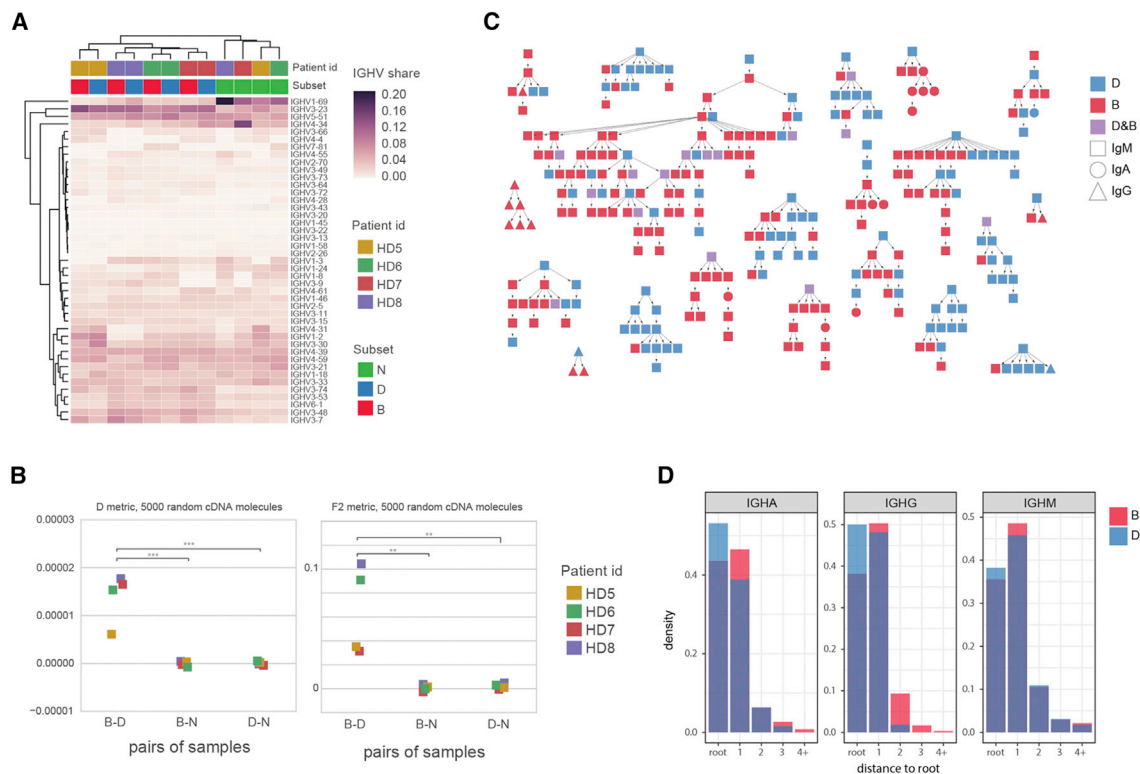 A
Patient id
Subset
IGHV1-69
IGHV3-23
IGHV5-51
IGHV4-34
IGHV3-66
IGHV4-4
IGHV7-81
IGHV4-55
IGHV2-70
IGHV3-49
IGHV3-73
IGHV3-64
IGHV3-72
IGHV4-28
IGHV3-43
IGHV3-20
IGHV1-45
IGHV3-22
IGHV3-13
IGHV1-58
IGHV2-26
IGHV1-3
IGHV1-24
IGHV1-8
IGHV3-9
IGHV4-61
IGHV1-46
IGHV2-5
IGHV3-11
IGHV3-15
IGHV4-31
IGHV1-2
IGHV3-30
IGHV4-39
IGHV4-59
IGHV3-21
IGHV1-18
IGHV3-33
IGHV3-74
IGHV3-53
IGHV6-1
IGHV3-48
IGHV3-7
IGHV share
0.20
0.16
0.12
0.08
0.04
0.00
Patient id
HD5
HD6
HD7
HD8
Subset
N
D
B
C
D
B
D&B
IgM
IgA
IgG
B
D metric, 5000 random cDNA molecules
0.00003
0.00002
0.00001
0.00000
−0.00001
***
***
B-D B-N D-N
pairs of samples
F2 metric, 5000 random cDNA molecules
0.1
0
**
**
B-D B-N D-N
pairs of samples
Patient id
HD5
HD6
HD7
HD8
D
IGHA IGHG IGHM
density
0.4
0.2
0.0
root 1 2 3 4+
0.5
0.4
0.3
0.2
0.1
0.0
root 1 2 3 4+
0.5
0.4
0.3
0.2
0.1
0.0
root 1 2 3 4+
distance to root
B
D